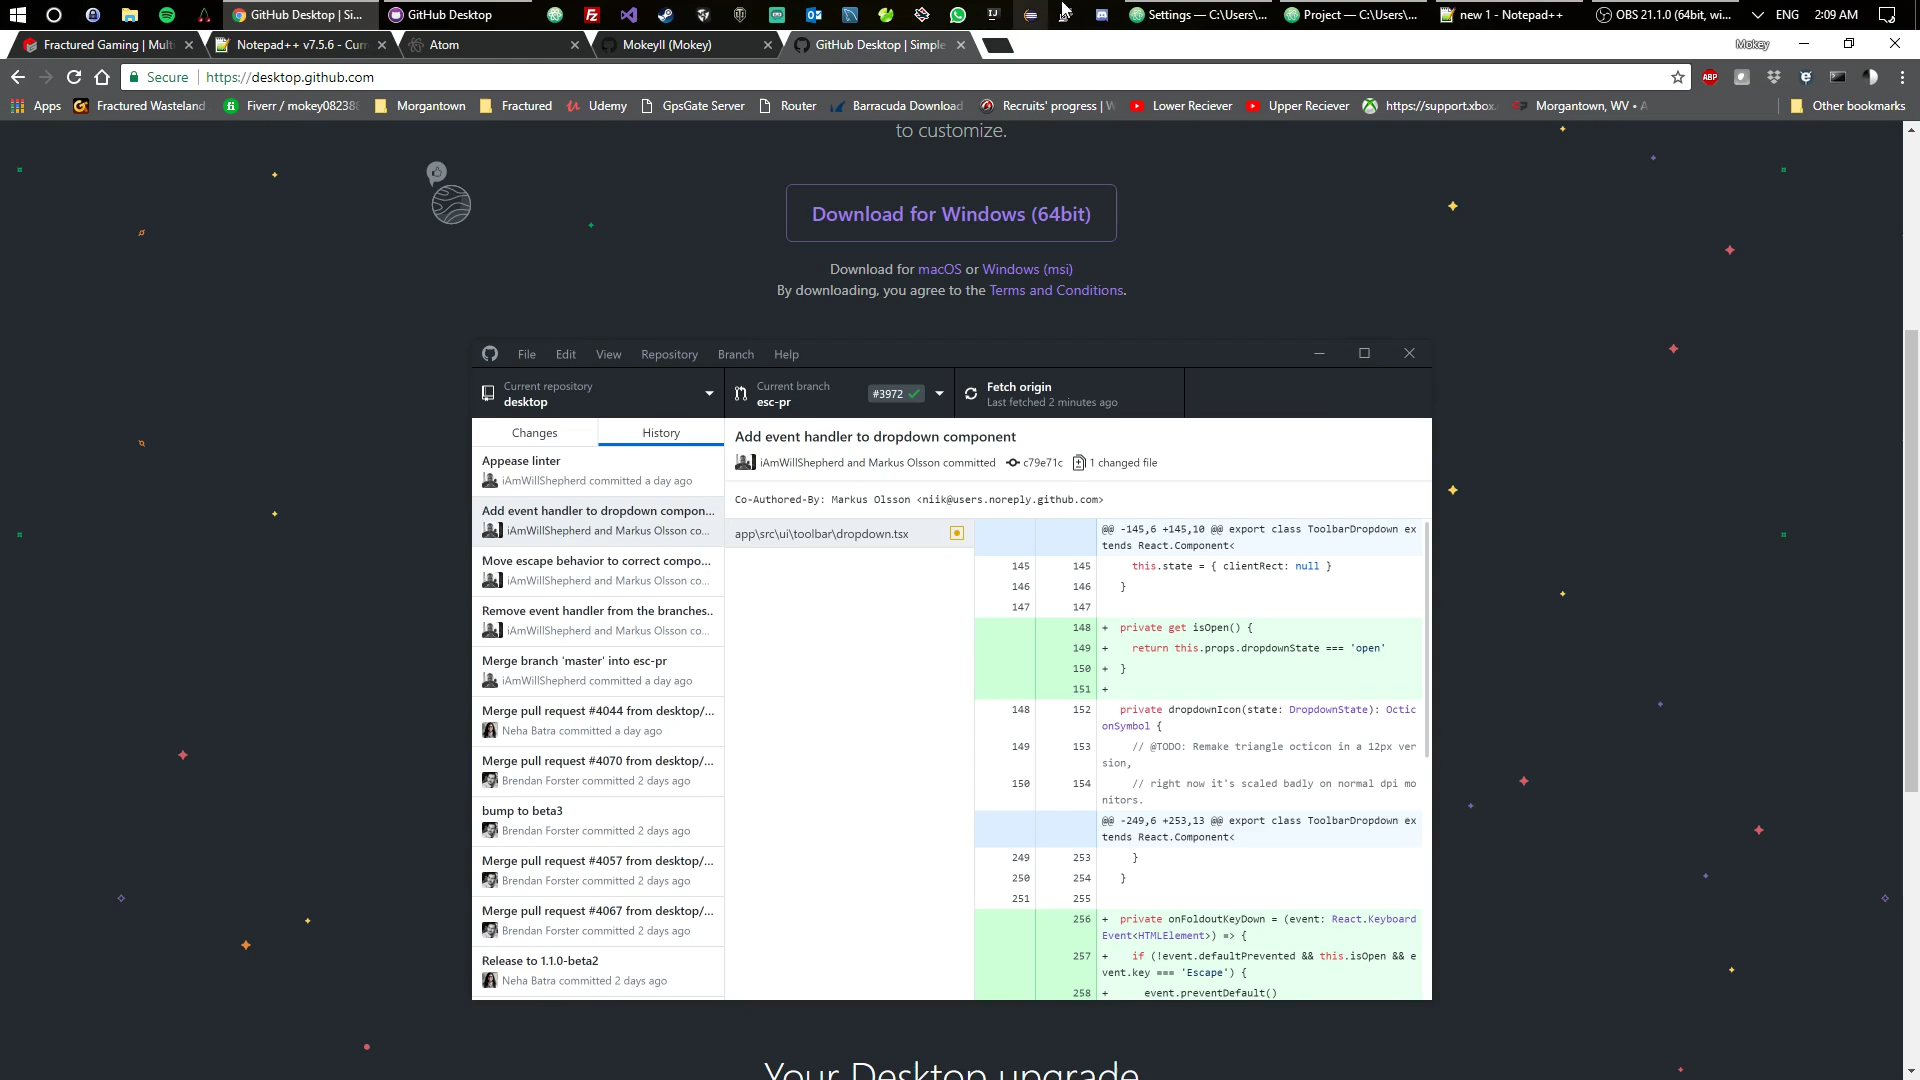 GitHub Desktop | Si...
GitHub Desktop
Settings — C:\Users\...
Project — C:\Users\...
new 1 - Notepad++
OBS 21.1.0 (64bit, wi...
ENG
2:09 AM
Fractured Gaming | Multi
Notepad++ v7.5.6 - Curr
Atom
MokeyII (Mokey)
GitHub Desktop | Simple
Mokey
Secure
https://desktop.github.com
ABP
Apps
Fractured Wasteland
Fiverr / mokey08238
Morgantown
Fractured
Udemy
GpsGate Server
Router
Barracuda Download
Recruits' progress | W
Lower Reciever
Upper Reciever
https://support.xbox.
Morgantown, WV • A
Other bookmarks
to customize.
Download for Windows (64bit)
Download for macOS or Windows (msi)
By downloading, you agree to the Terms and Conditions.
File Edit View Repository Branch Help
Current repository
desktop
Current branch
esc-pr
#3972
Fetch origin
Last fetched 2 minutes ago
Changes
History
Appease linter
iAmWillShepherd committed a day ago
Add event handler to dropdown compon...
iAmWillShepherd and Markus Olsson co...
Move escape behavior to correct compo...
iAmWillShepherd and Markus Olsson co...
Remove event handler from the branches..
iAmWillShepherd and Markus Olsson co...
Merge branch 'master' into esc-pr
iAmWillShepherd committed a day ago
Merge pull request #4044 from desktop/...
Neha Batra committed a day ago
Merge pull request #4070 from desktop/...
Brendan Forster committed 2 days ago
bump to beta3
Brendan Forster committed 2 days ago
Merge pull request #4057 from desktop/...
Brendan Forster committed 2 days ago
Merge pull request #4067 from desktop/...
Brendan Forster committed 2 days ago
Release to 1.1.0-beta2
Neha Batra committed 2 days ago
Add event handler to dropdown component
iAmWillShepherd and Markus Olsson committed
c79e71c
1 changed file
Co-Authored-By: Markus Olsson <niik@users.noreply.github.com>
app\src\ui\toolbar\dropdown.tsx
@@ -145,6 +145,10 @@ export class ToolbarDropdown ex
tends React.Component<
145 145 this.state = { clientRect: null }
146 146 }
147 147
148 + private get isOpen() {
149 + return this.props.dropdownState === 'open'
150 + }
151 +
148 152 private dropdownIcon(state: DropdownState): Octic
onSymbol {
149 153 // @TODO: Remake triangle octicon in a 12px ver
sion,
150 154 // right now it's scaled badly on normal dpi mo
nitors.
@@ -249,6 +253,13 @@ export class ToolbarDropdown ex
tends React.Component<
249 253 }
250 254 }
251 255
256 + private onFoldoutKeyDown = (event: React.Keyboard
Event<HTMLElement>) => {
257 + if (!event.defaultPrevented && this.isOpen && e
vent.key === 'Escape') {
258 + event.preventDefault()
Your Desktop upgrade